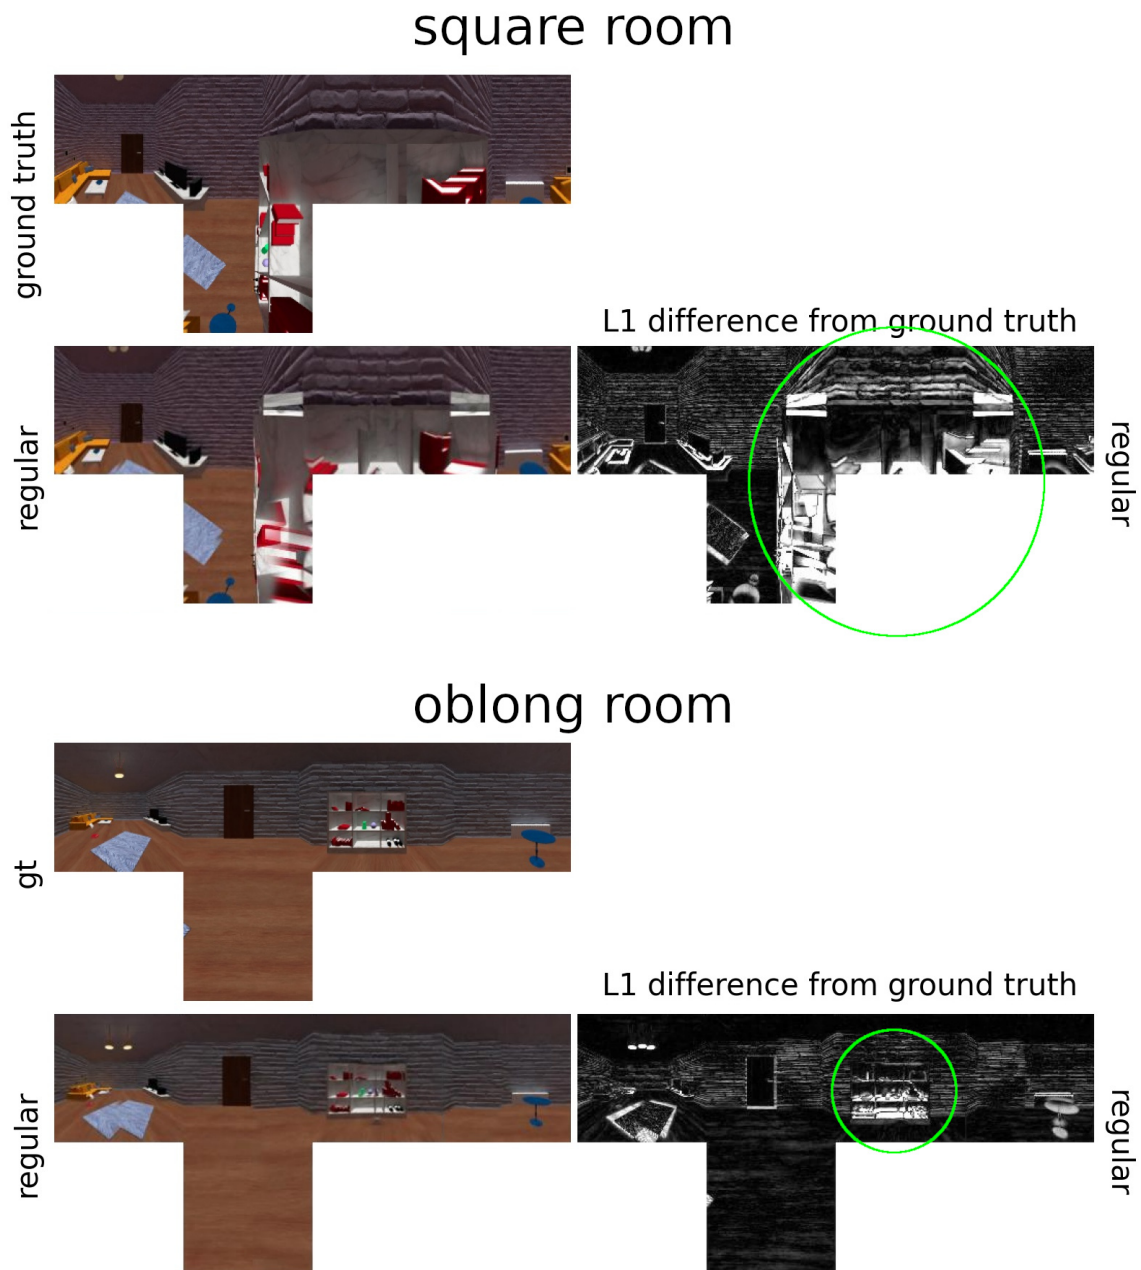 square room
ground truth
L1 difference from ground truth
regular
regular
oblong room
gt
L1 difference from ground truth
regular
regular